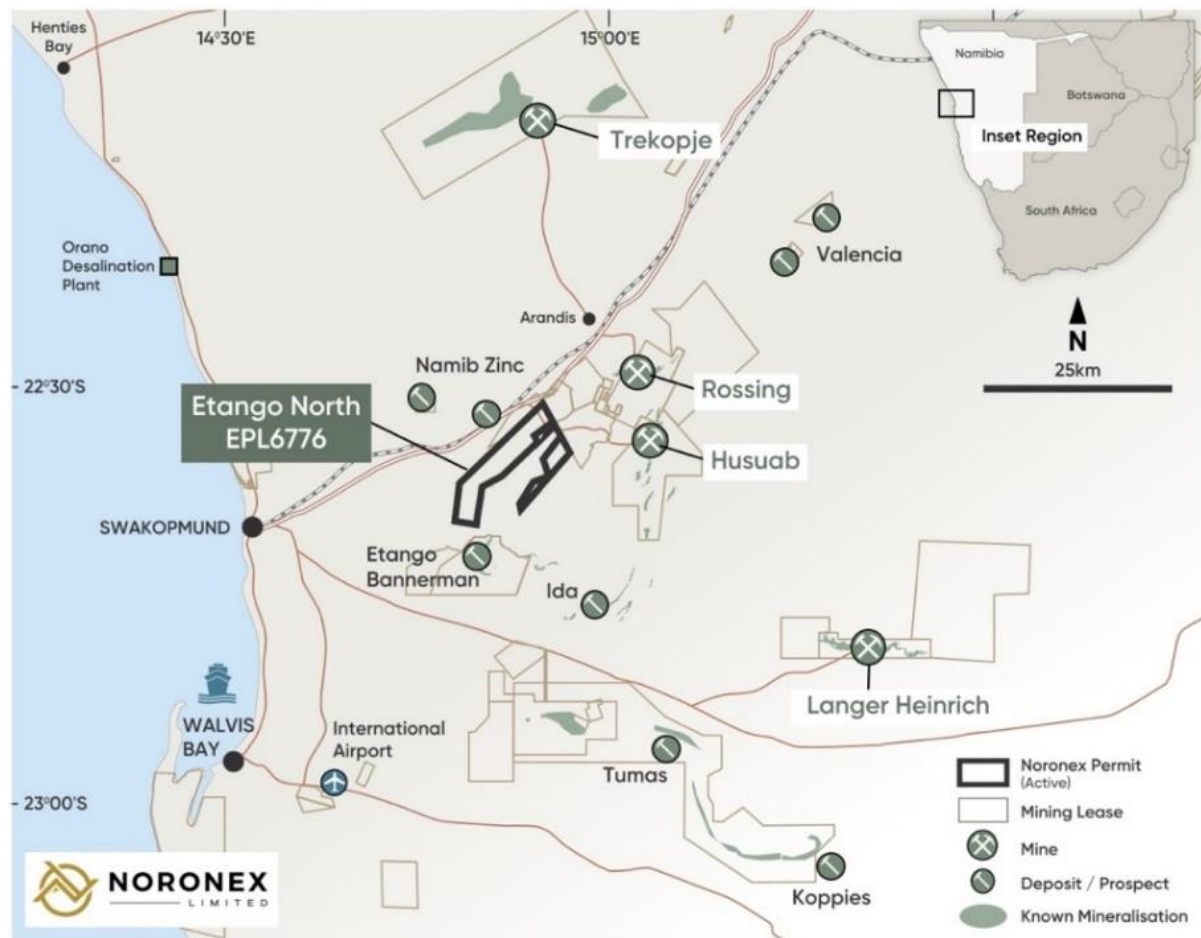 14°30'E
15°00'E
Henties
Bay
Namibia
Botswana
Inset Region
South Africa
Trekopje
Valencia
Orano
Desalination
Plant
Arandis
N
25km
22°30'S
Namib Zinc
Rossing
Etango North
EPL6776
Husuab
SWAKOPMUND
Etango
Bannerman
Ida
Langer Heinrich
WALVIS
BAY
International
Airport
Tumas
23°00'S
Koppies
Noronex Permit
(Active)
Mining Lease
Mine
Deposit / Prospect
Known Mineralisation
NORONEX
LIMITED